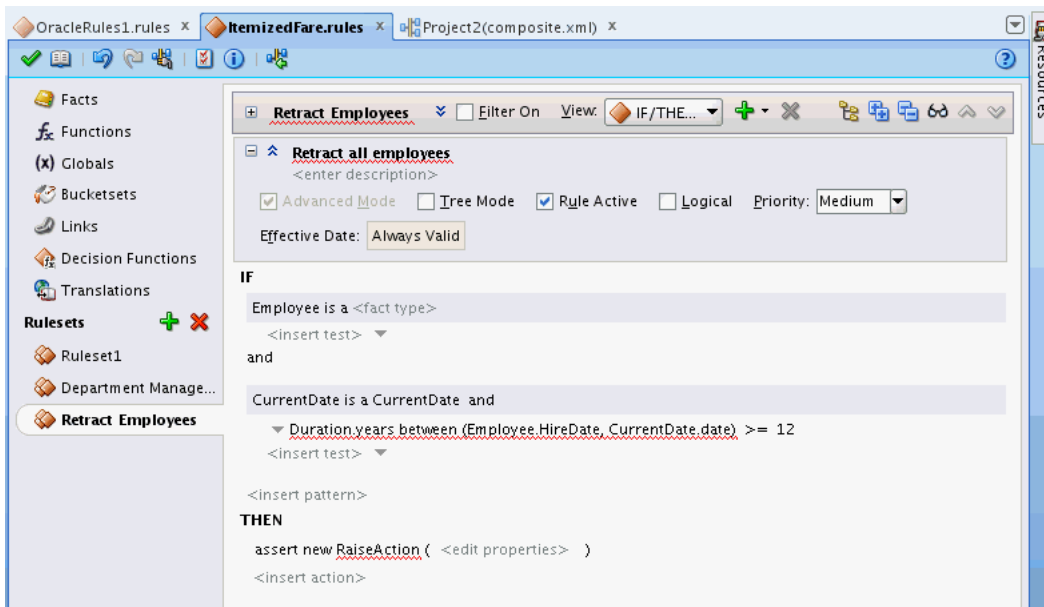 OracleRules1.rules x ItemizedFare.rules x Project2(composite.xml) x
Resources
Facts
Functions
(x) Globals
Bucketsets
Links
Decision Functions
Translations
Rulesets
Ruleset1
Department Manage...
Retract Employees
Retract Employees Filter On View: IF/THE...
Retract all employees
<enter description>
Advanced Mode Tree Mode Rule Active Logical Priority: Medium
Effective Date: Always Valid
IF
Employee is a <fact type>
<insert test>
and
CurrentDate is a CurrentDate and
Duration.years between (Employee.HireDate, CurrentDate.date) >= 12
<insert test>
<insert pattern>
THEN
assert new RaiseAction ( <edit properties> )
<insert action>